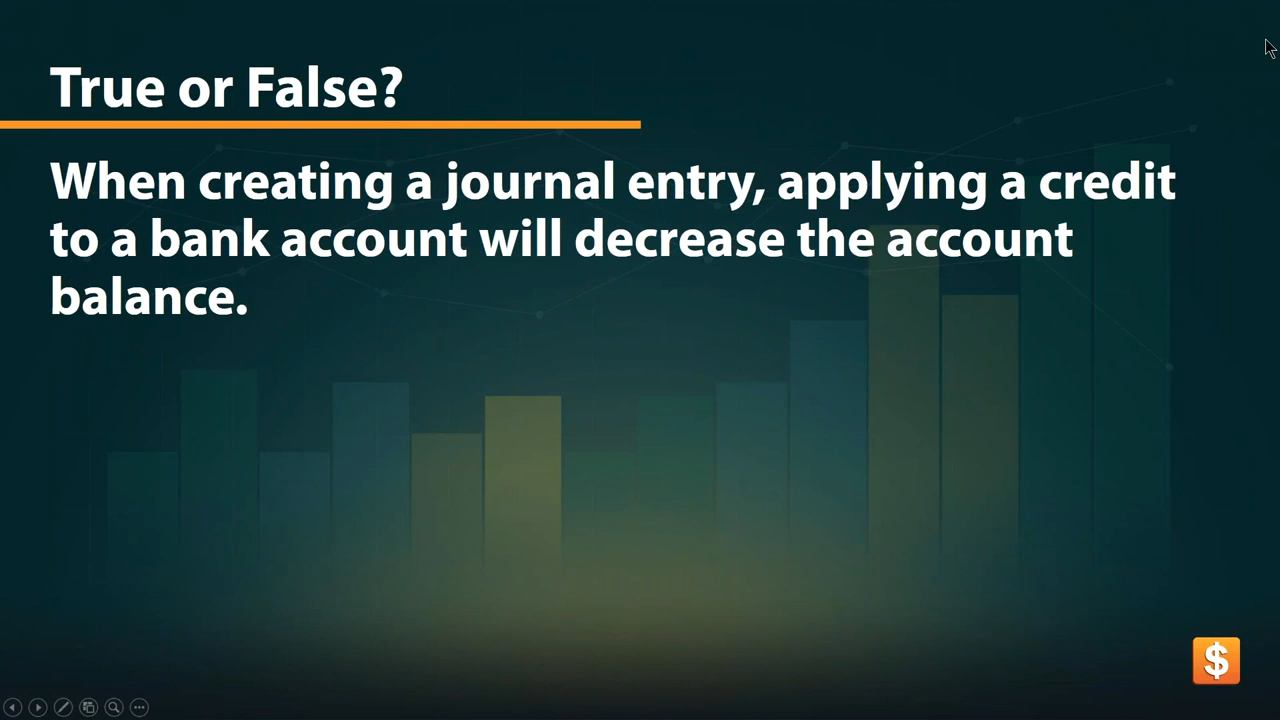 True or False?
When creating a journal entry, applying a credit
to a bank account will decrease the account
balance.
$